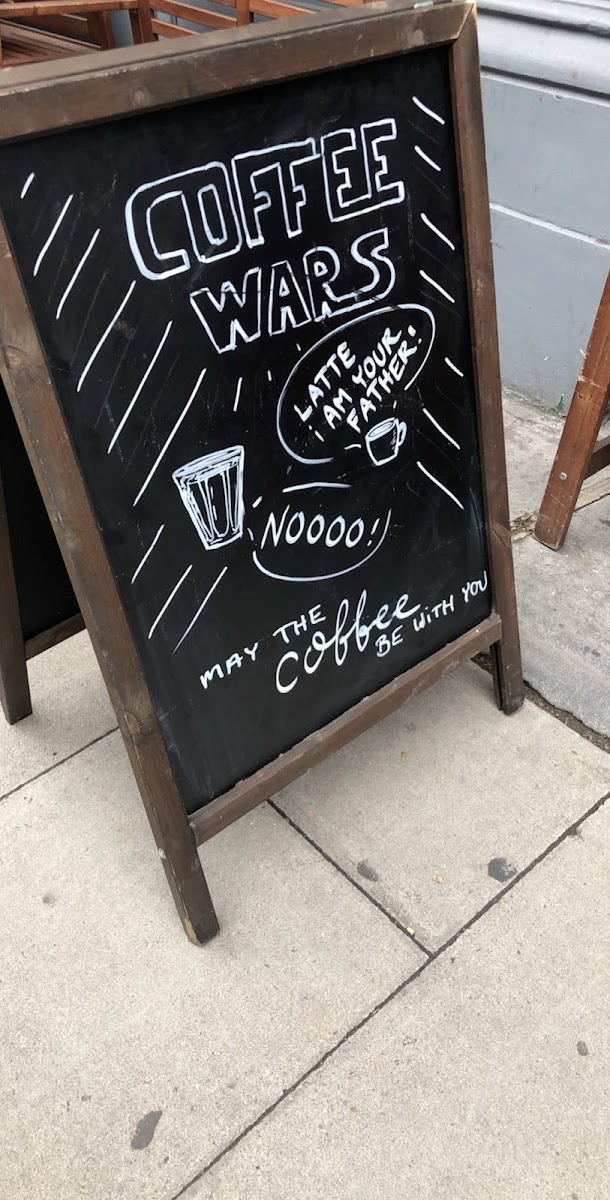 COFFEE
WARS
LATTE
I AM YOUR
FATHER!
NOOOO!
MAY THE
Coffee
BE WITH YOU